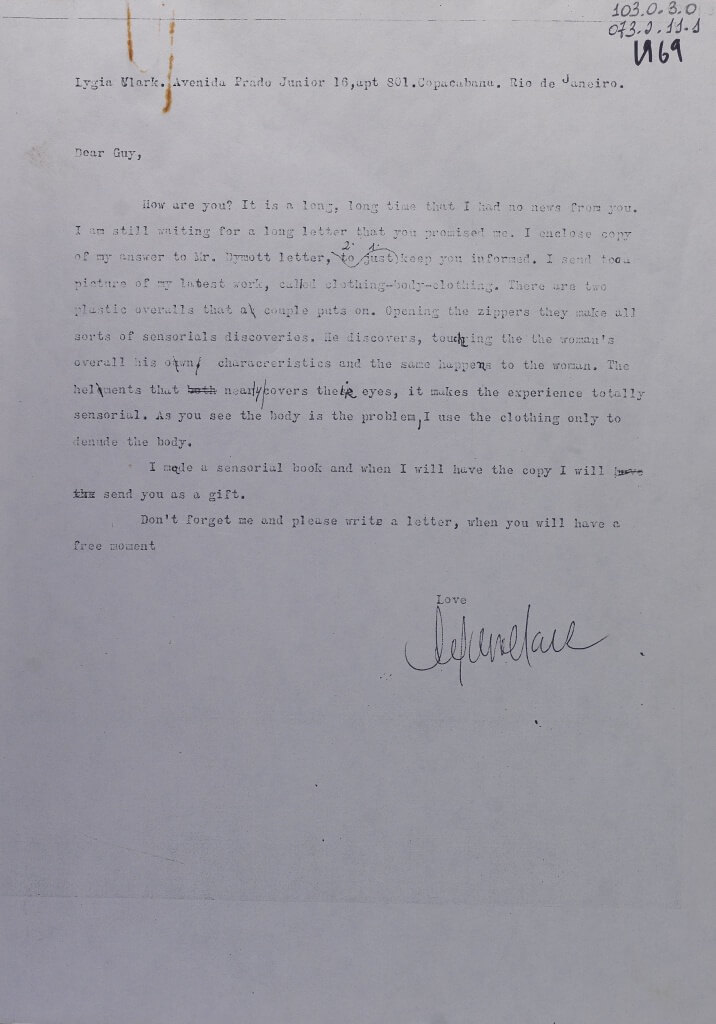 103.0.3.0
073.2.11.1
1969
Lygia Clark. Avenida Prado Junior 16,apt 801.Copacabana. Rio de Janeiro.
Dear Guy,
How are you? It is a long, long time that I had no news from you.
I am still waiting for a long letter that you promised me. I enclose copy
of my answer to Mr. Dymott letter, 2. to 1. just keep you informed. I send too a
picture of my latest work, called clothing-body-clothing. There are two
plastic overalls that a couple puts on. Opening the zippers they make all
sorts of sensorials discoveries. He discovers, touching the the woman's
overall his own characreristics and the same happens to the woman. The
helments that both nearly covers their eyes, it makes the experience totally
sensorial. As you see the body is the problem, I use the clothing only to
denude the body.
I made a sensorial book and when I will have the copy I will have
the send you as a gift.
Don't forget me and please write a letter, when you will have a
free moment
Love
Lygia Clark